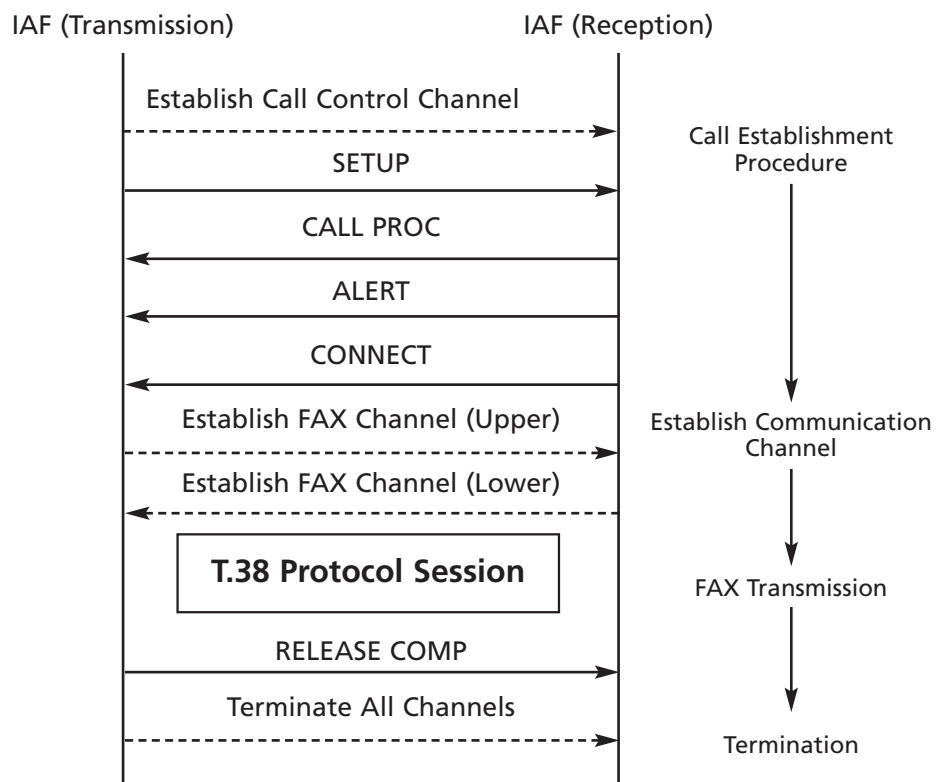 IAF (Transmission)
IAF (Reception)
Establish Call Control Channel
Call Establishment
Procedure
SETUP
CALL PROC
ALERT
CONNECT
Establish FAX Channel (Upper)
Establish Communication
Channel
Establish FAX Channel (Lower)
T.38 Protocol Session
FAX Transmission
RELEASE COMP
Terminate All Channels
Termination